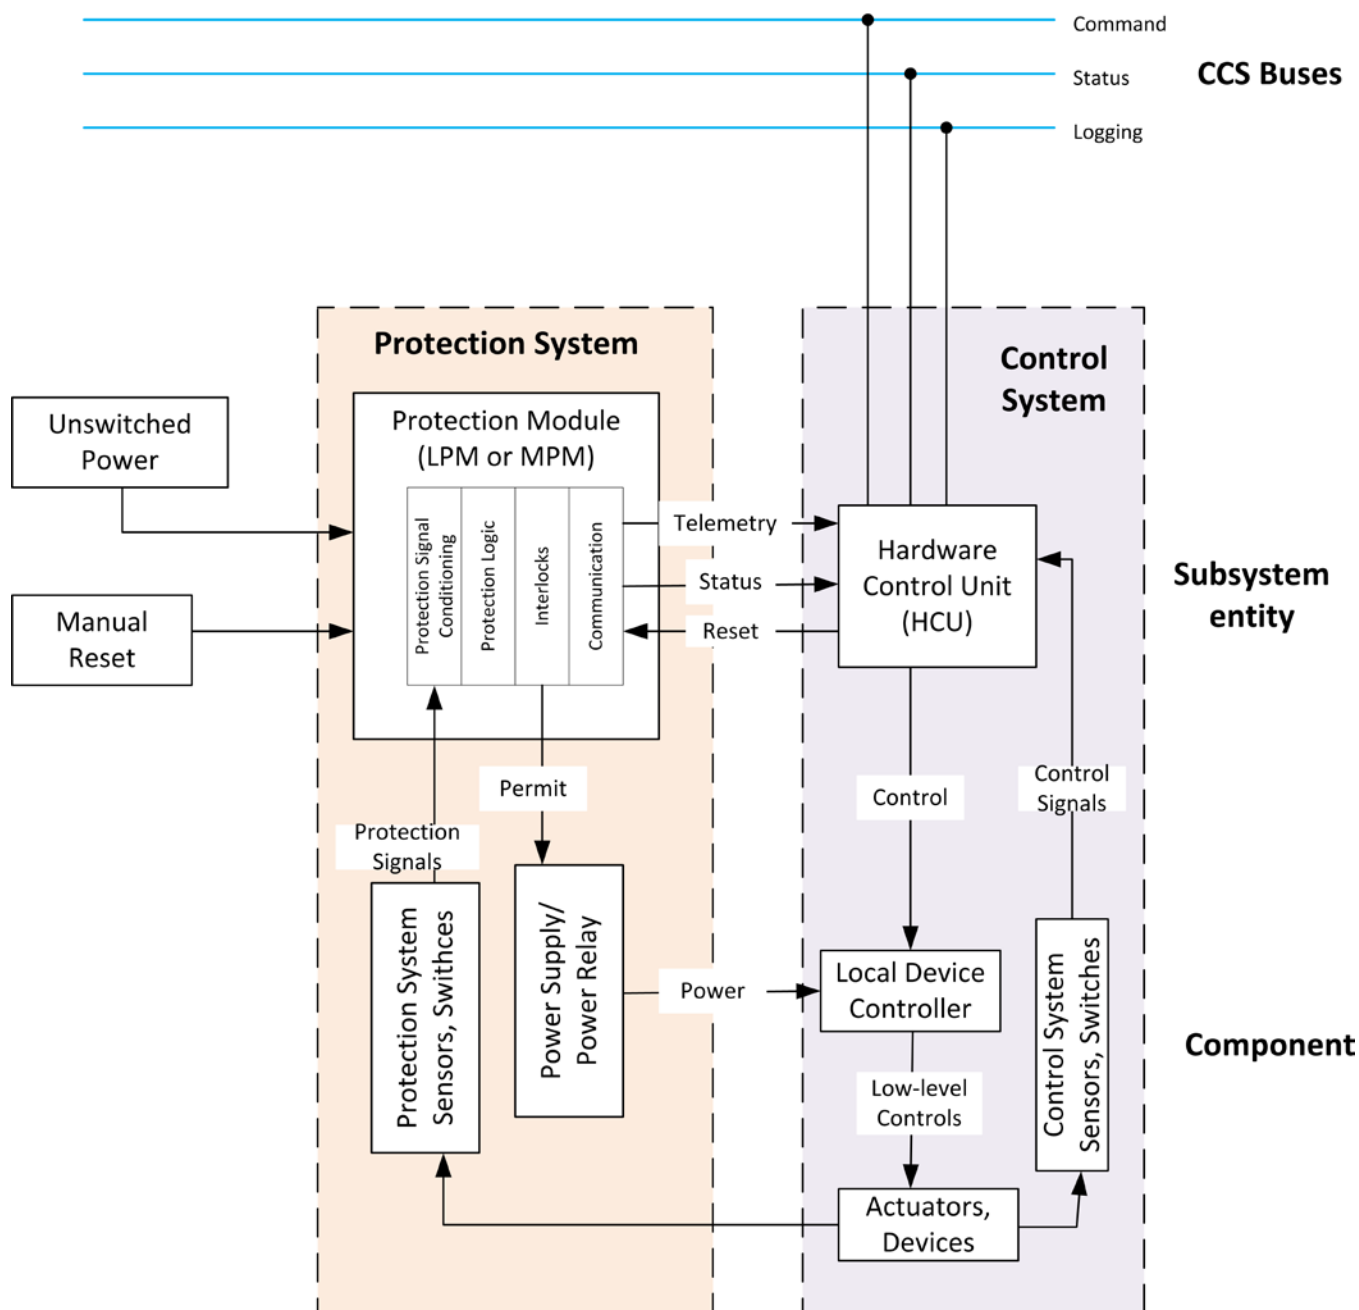 Command
Status
CCS Buses
Logging
Protection System
Control
System
Unswitched
Power
Protection Module
(LPM or MPM)
Protection Signal
Conditioning
Protection Logic
Interlocks
Communication
Telemetry
Status
Reset
Hardware
Control Unit
(HCU)
Subsystem
entity
Manual
Reset
Permit
Control
Control
Signals
Protection
Signals
Protection System
Sensors, Swithces
Power Supply/
Power Relay
Power
Local Device
Controller
Control System
Sensors, Switches
Component
Low-level
Controls
Actuators,
Devices